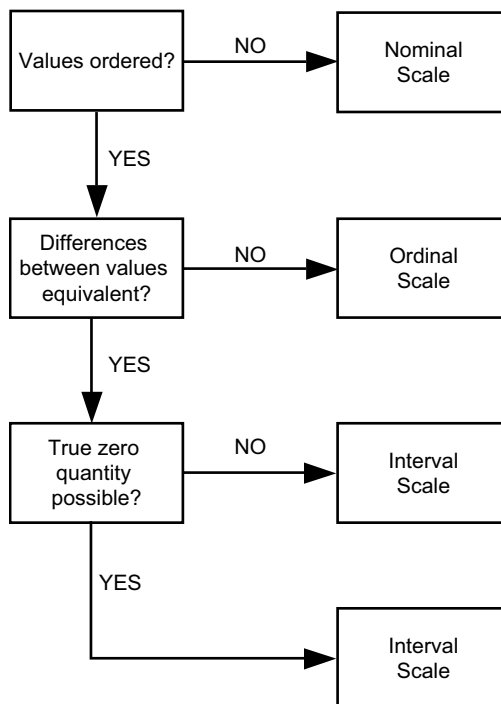 Values ordered?
NO
Nominal
Scale
YES
Differences
between values
equivalent?
NO
Ordinal
Scale
YES
True zero
quantity
possible?
NO
Interval
Scale
YES
Interval
Scale